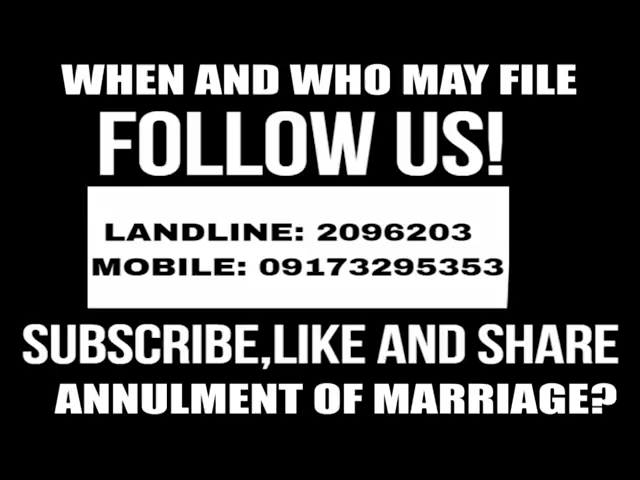 WHEN AND WHO MAY FILE
FOLLOW US!
LANDLINE: 2096203
MOBILE: 09173295353
SUBSCRIBE,LIKE AND SHARE
ANNULMENT OF MARRIAGE?